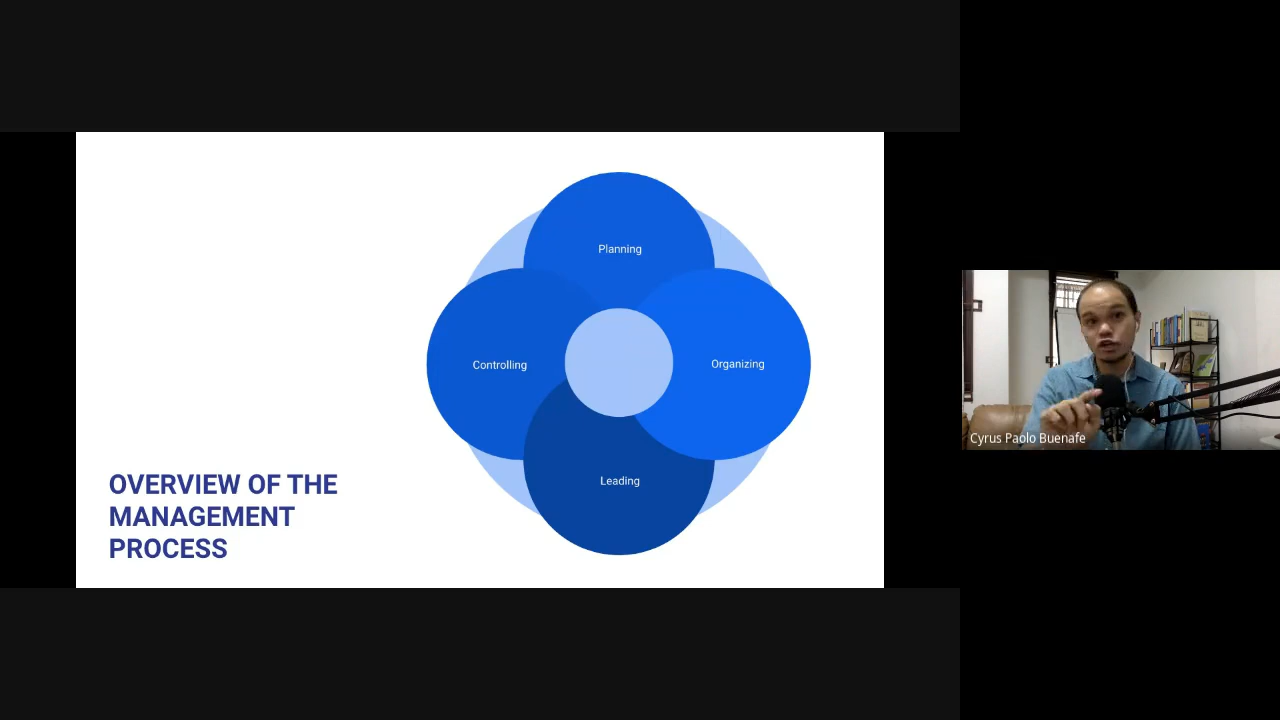 Planning
Controlling
Organizing
Leading
OVERVIEW OF THE
MANAGEMENT
PROCESS
Cyrus Paolo Buenafe